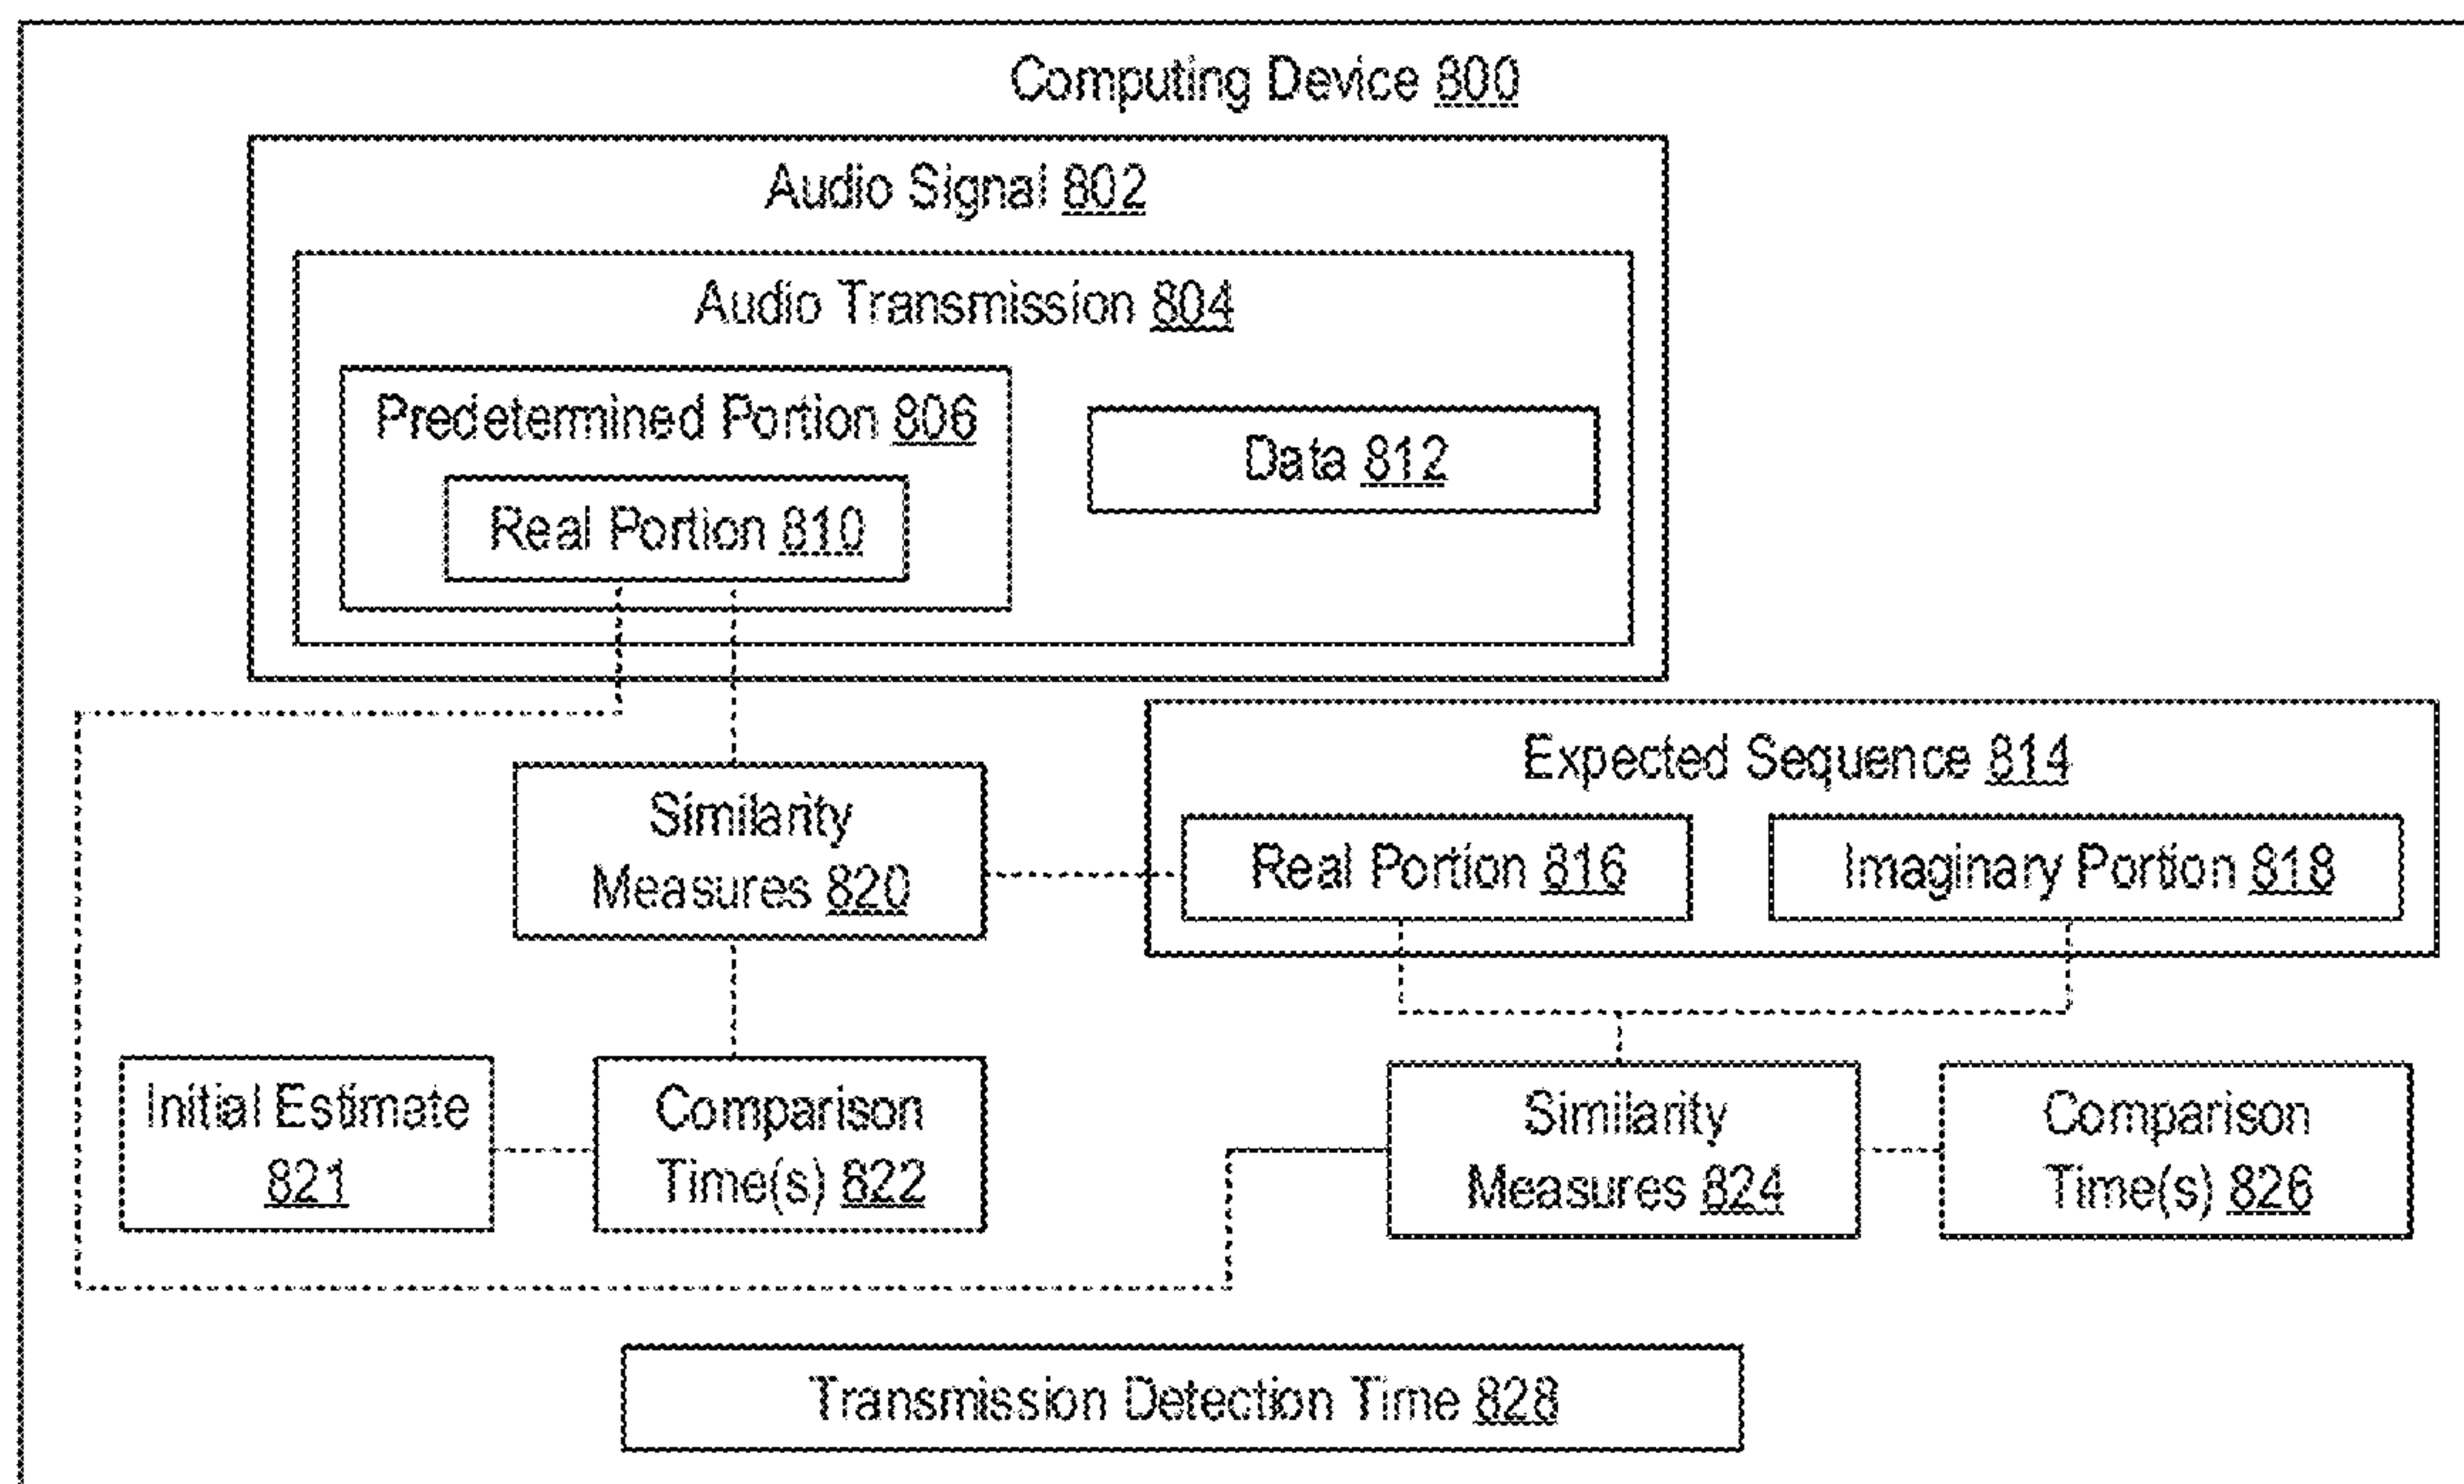 Computing Device 800
Audio Signal 802
Audio Transmission 804
Predetermined Portion 806
Data 812
Real Portion 810
Expected Sequence 814
Similarity
Measures 820
Real Portion 816
Imaginary Portion 818
Initial Estimate
821
Comparison
Time(s) 822
Similarity
Measures 824
Comparison
Time(s) 826
Transmission Detection Time 828